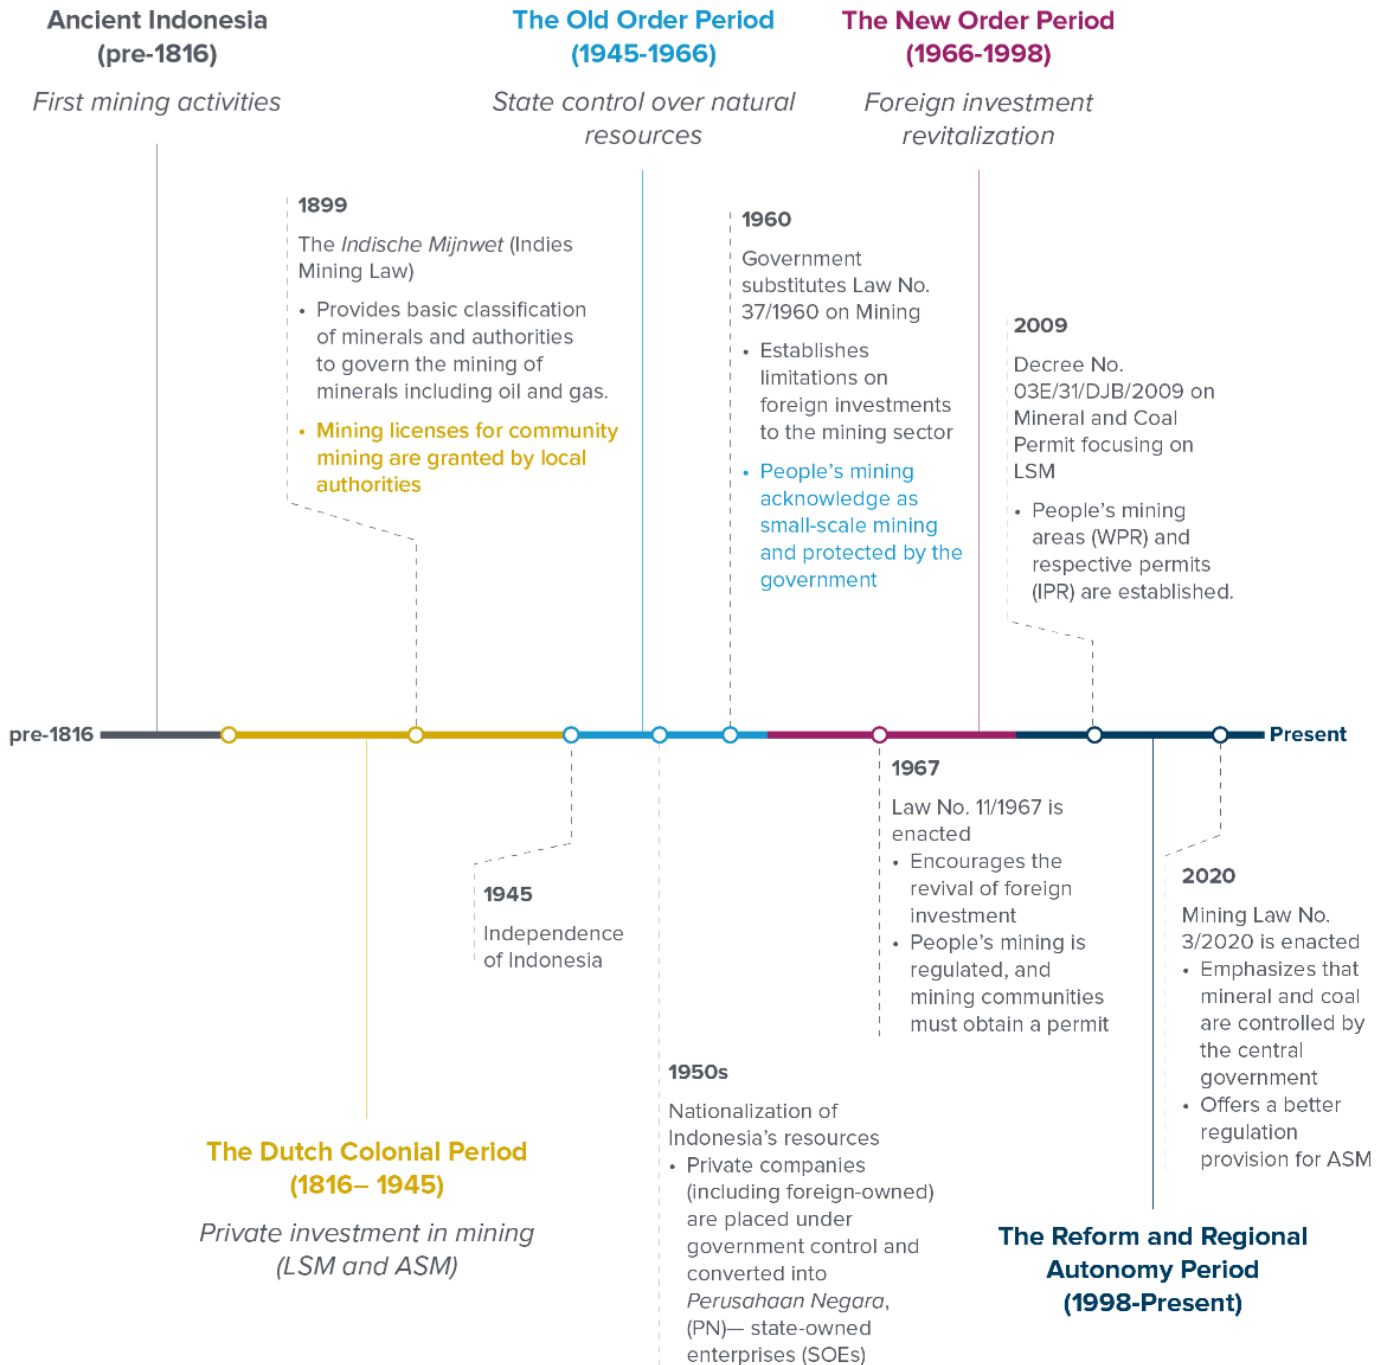 Ancient Indonesia
(pre-1816)
First mining activities
The Old Order Period
(1945-1966)
State control over natural
resources
The New Order Period
(1966-1998)
Foreign investment
revitalization
1899
The Indische Mijnwet (Indies
Mining Law)
• Provides basic classification
of minerals and authorities
to govern the mining of
minerals including oil and gas.
• Mining licenses for community
mining are granted by local
authorities
1960
Government
substitutes Law No.
37/1960 on Mining
• Establishes
limitations on
foreign investments
to the mining sector
• People's mining
acknowledge as
small-scale mining
and protected by the
government
2009
Decree No.
03E/31/DJB/2009 on
Mineral and Coal
Permit focusing on
LSM
• People's mining
areas (WPR) and
respective permits
(IPR) are established.
pre-1816
Present
1945
Independence
of Indonesia
1950s
Nationalization of
Indonesia's resources
• Private companies
(including foreign-owned)
are placed under
government control and
converted into
Perusahaan Negara,
(PN)— state-owned
enterprises (SOEs)
1967
Law No. 11/1967 is
enacted
• Encourages the
revival of foreign
investment
• People's mining is
regulated, and
mining communities
must obtain a permit
2020
Mining Law No.
3/2020 is enacted
• Emphasizes that
mineral and coal
are controlled by
the central
government
• Offers a better
regulation
provision for ASM
The Dutch Colonial Period
(1816– 1945)
Private investment in mining
(LSM and ASM)
The Reform and Regional
Autonomy Period
(1998-Present)